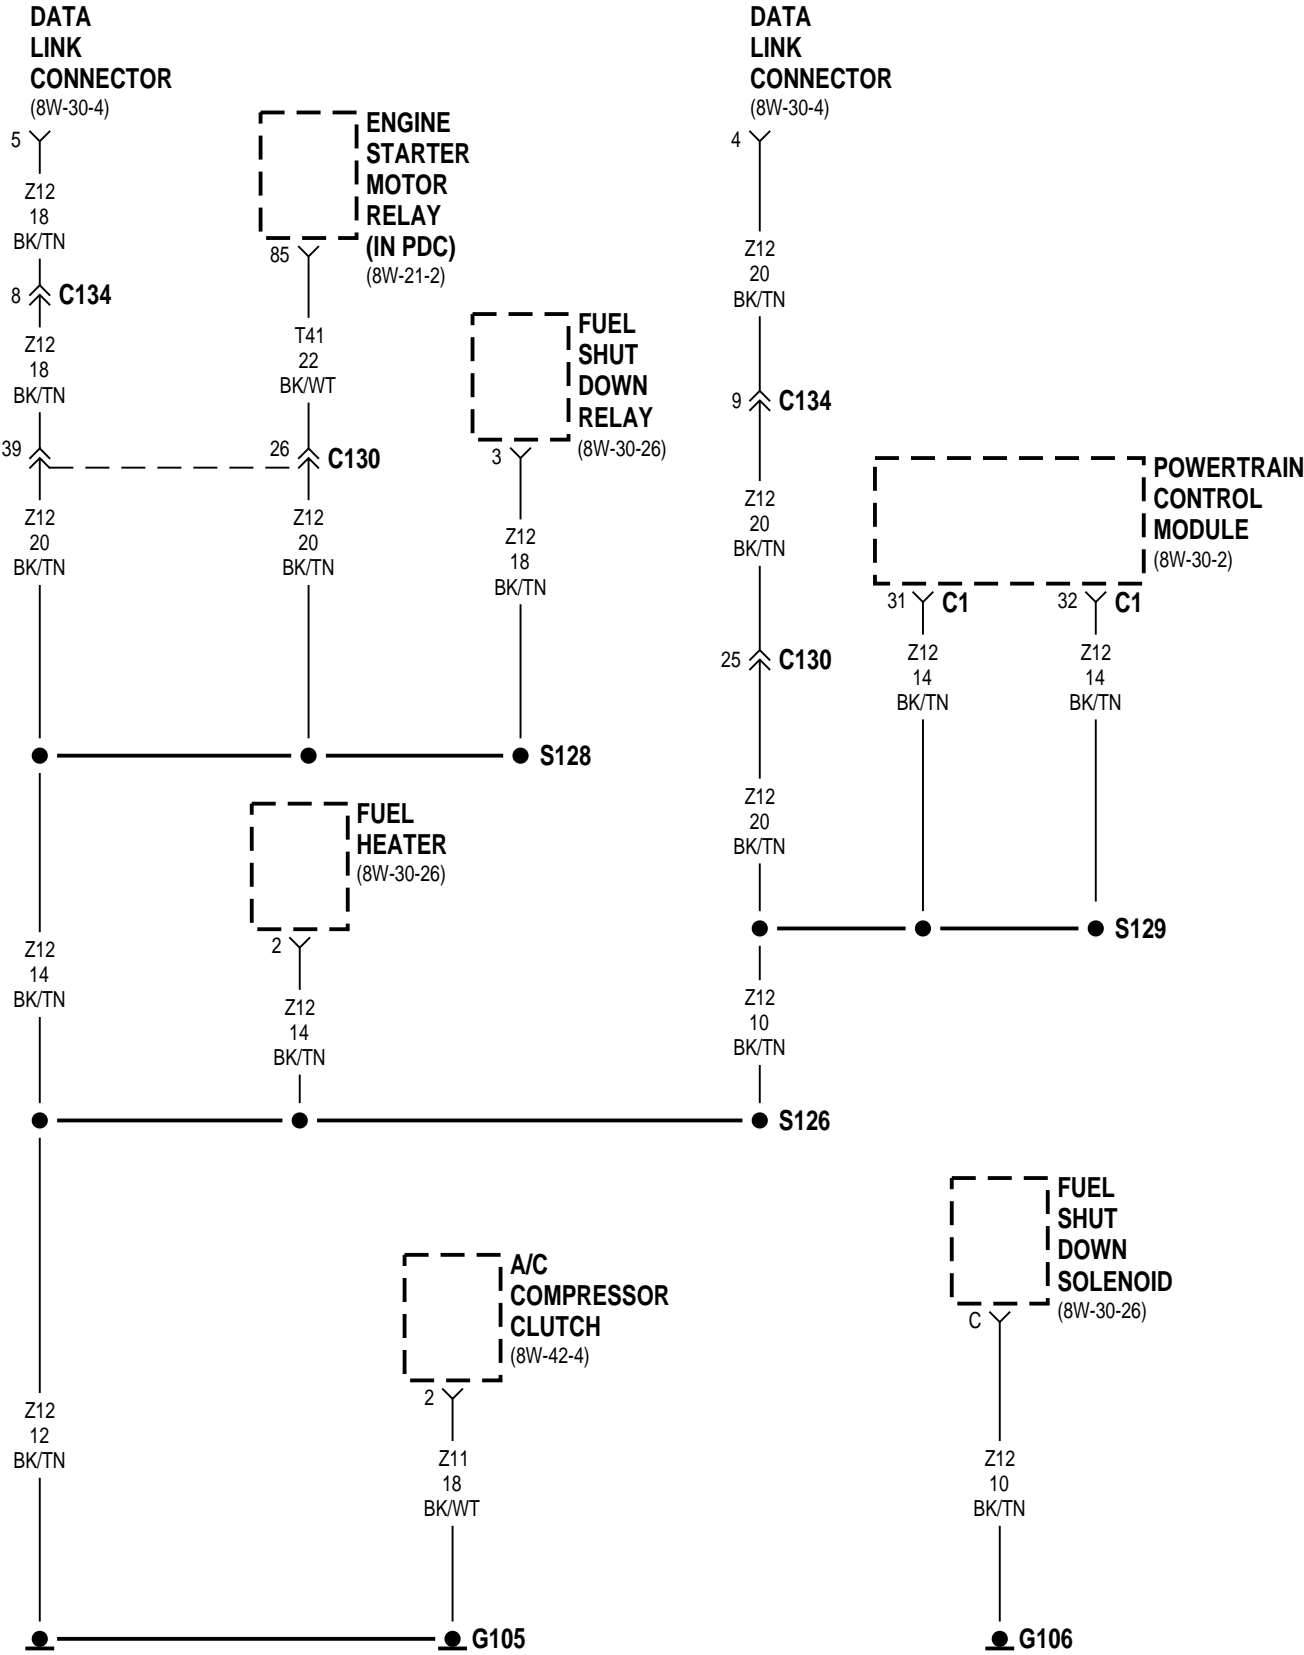 DATA
LINK
CONNECTOR
(8W-30-4)
5
Z12
18
BK/TN
8
C134
Z12
18
BK/TN
39
Z12
20
BK/TN
ENGINE
STARTER
MOTOR
RELAY
(IN PDC)
(8W-21-2)
85
T41
22
BK/WT
26
C130
Z12
20
BK/TN
FUEL
SHUT
DOWN
RELAY
(8W-30-26)
3
Z12
18
BK/TN
S128
DATA
LINK
CONNECTOR
(8W-30-4)
4
Z12
20
BK/TN
9
C134
Z12
20
BK/TN
25
C130
Z12
20
BK/TN
POWERTRAIN
CONTROL
MODULE
(8W-30-2)
31
C1
32
C1
Z12
14
BK/TN
Z12
14
BK/TN
S129
Z12
14
BK/TN
FUEL
HEATER
(8W-30-26)
2
Z12
14
BK/TN
Z12
10
BK/TN
S126
Z12
12
BK/TN
A/C
COMPRESSOR
CLUTCH
(8W-42-4)
2
Z11
18
BK/WT
G105
FUEL
SHUT
DOWN
SOLENOID
(8W-30-26)
C
Z12
10
BK/TN
G106